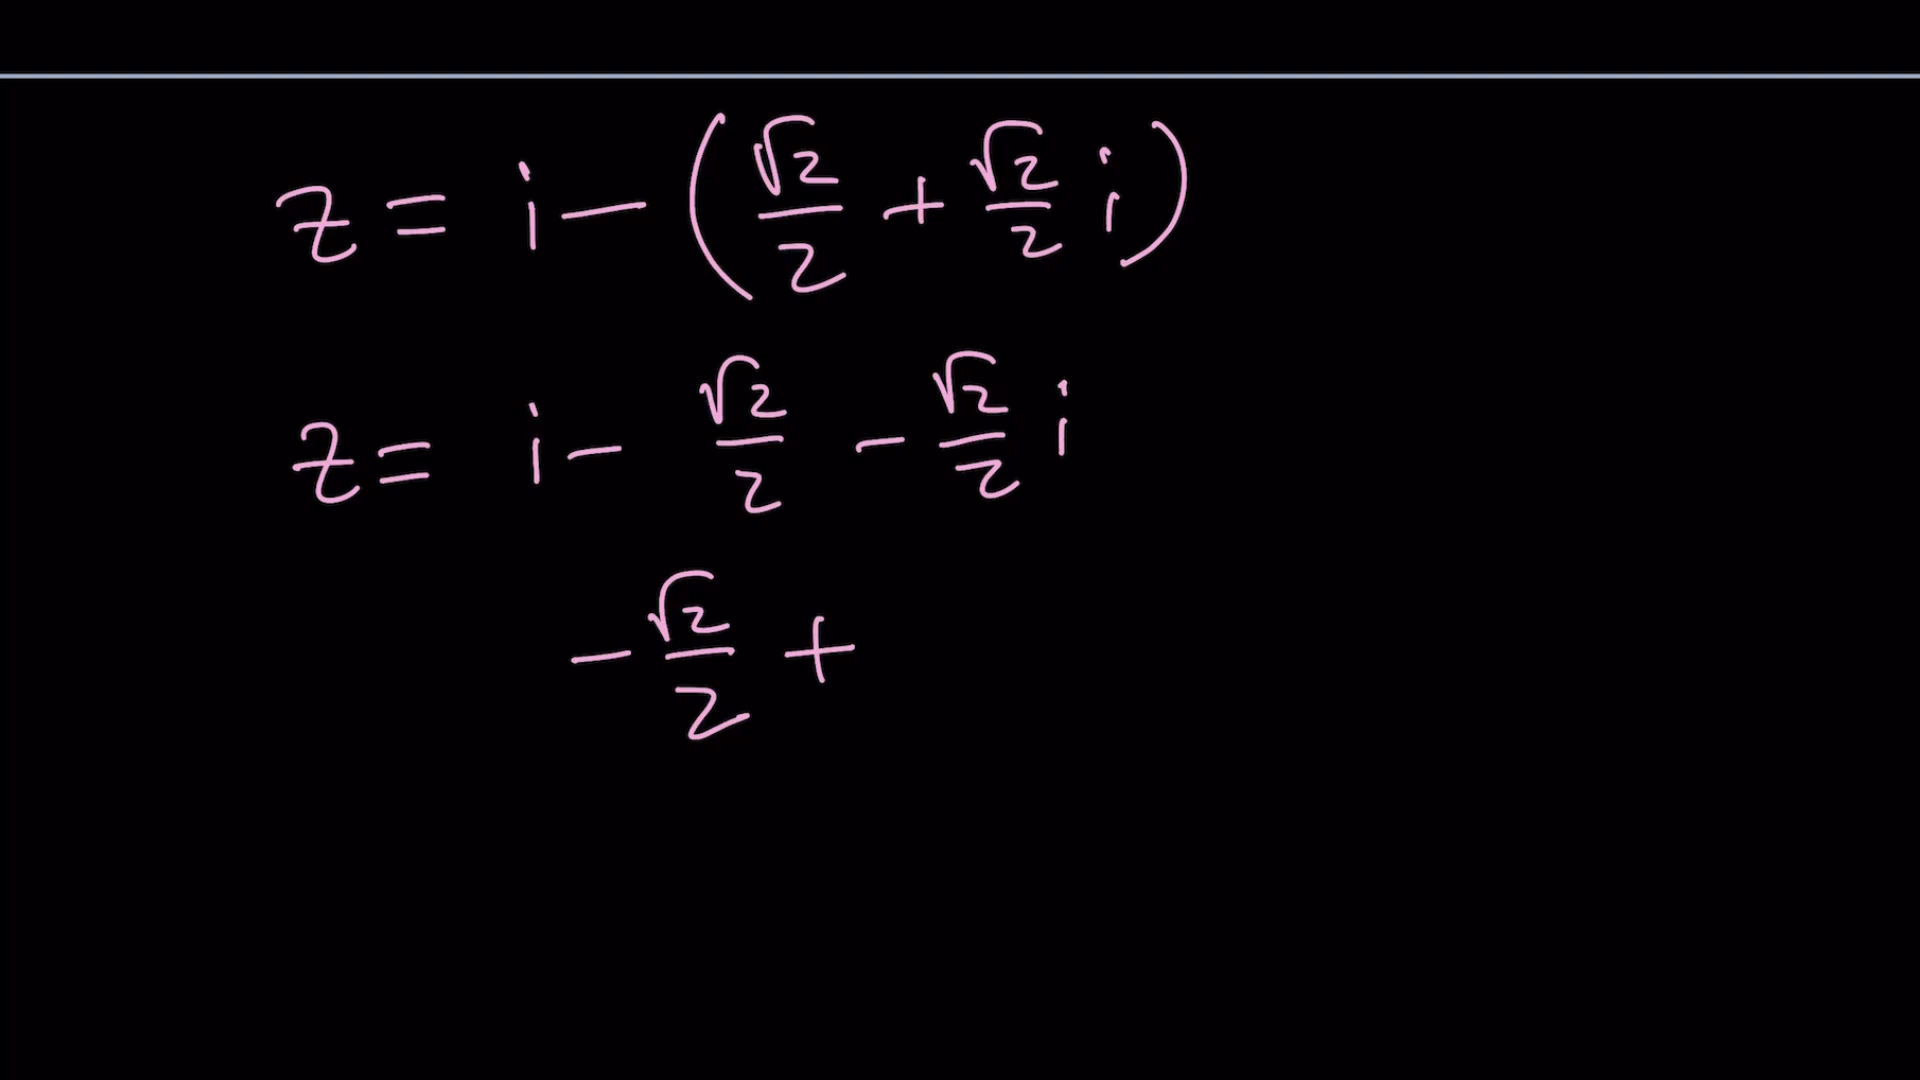 z = i − (√2/2 + √2/2 i)
z = i − √2/2 − √2/2 i
− √2/2 +